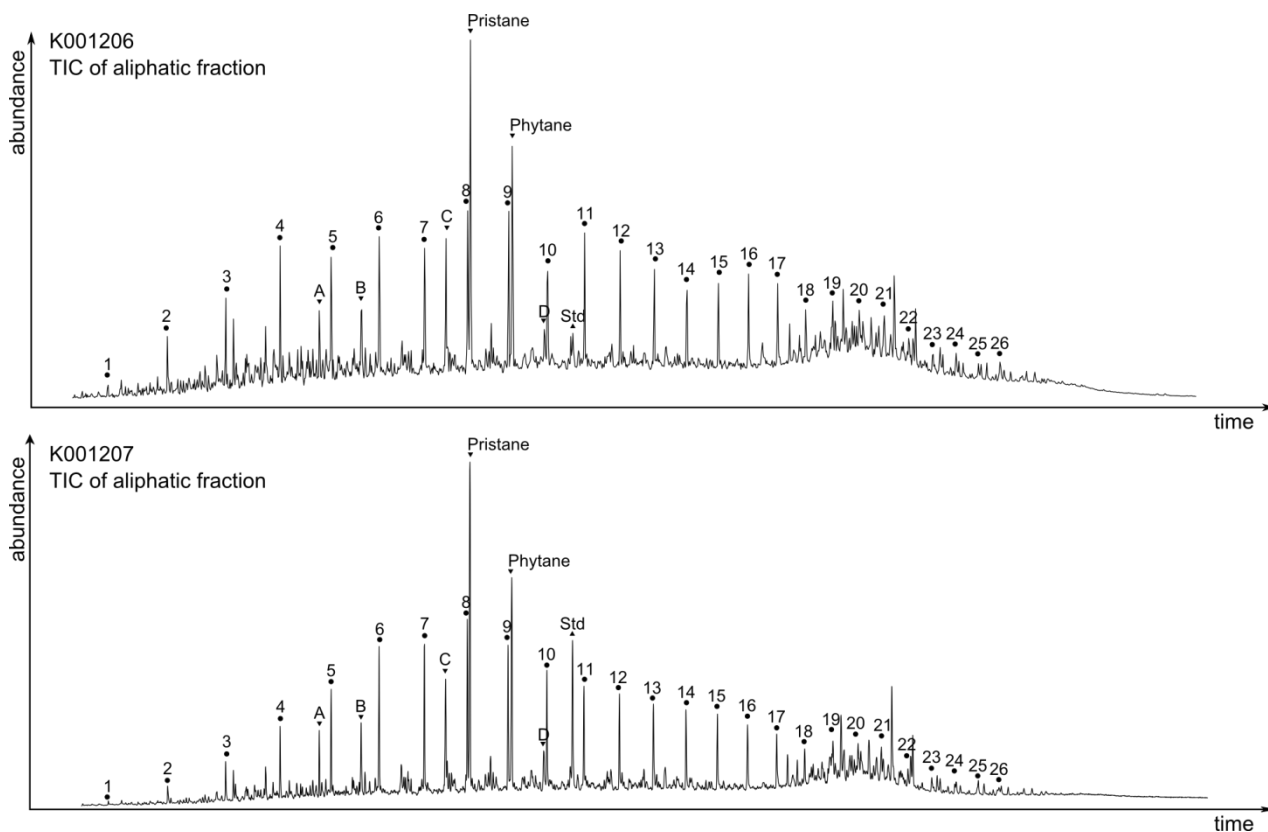 Pristane
K001206
TIC of aliphatic fraction
abundance
Phytane
1
2
3
4
A
5
B
6
7
C
8
9
D
10
Std
11
12
13
14
15
16
17
18
19
20
21
22
23
24
25
26
time
Pristane
K001207
TIC of aliphatic fraction
abundance
Phytane
1
2
3
4
A
5
B
6
7
C
8
9
D
10
Std
11
12
13
14
15
16
17
18
19
20
21
22
23
24
25
26
time